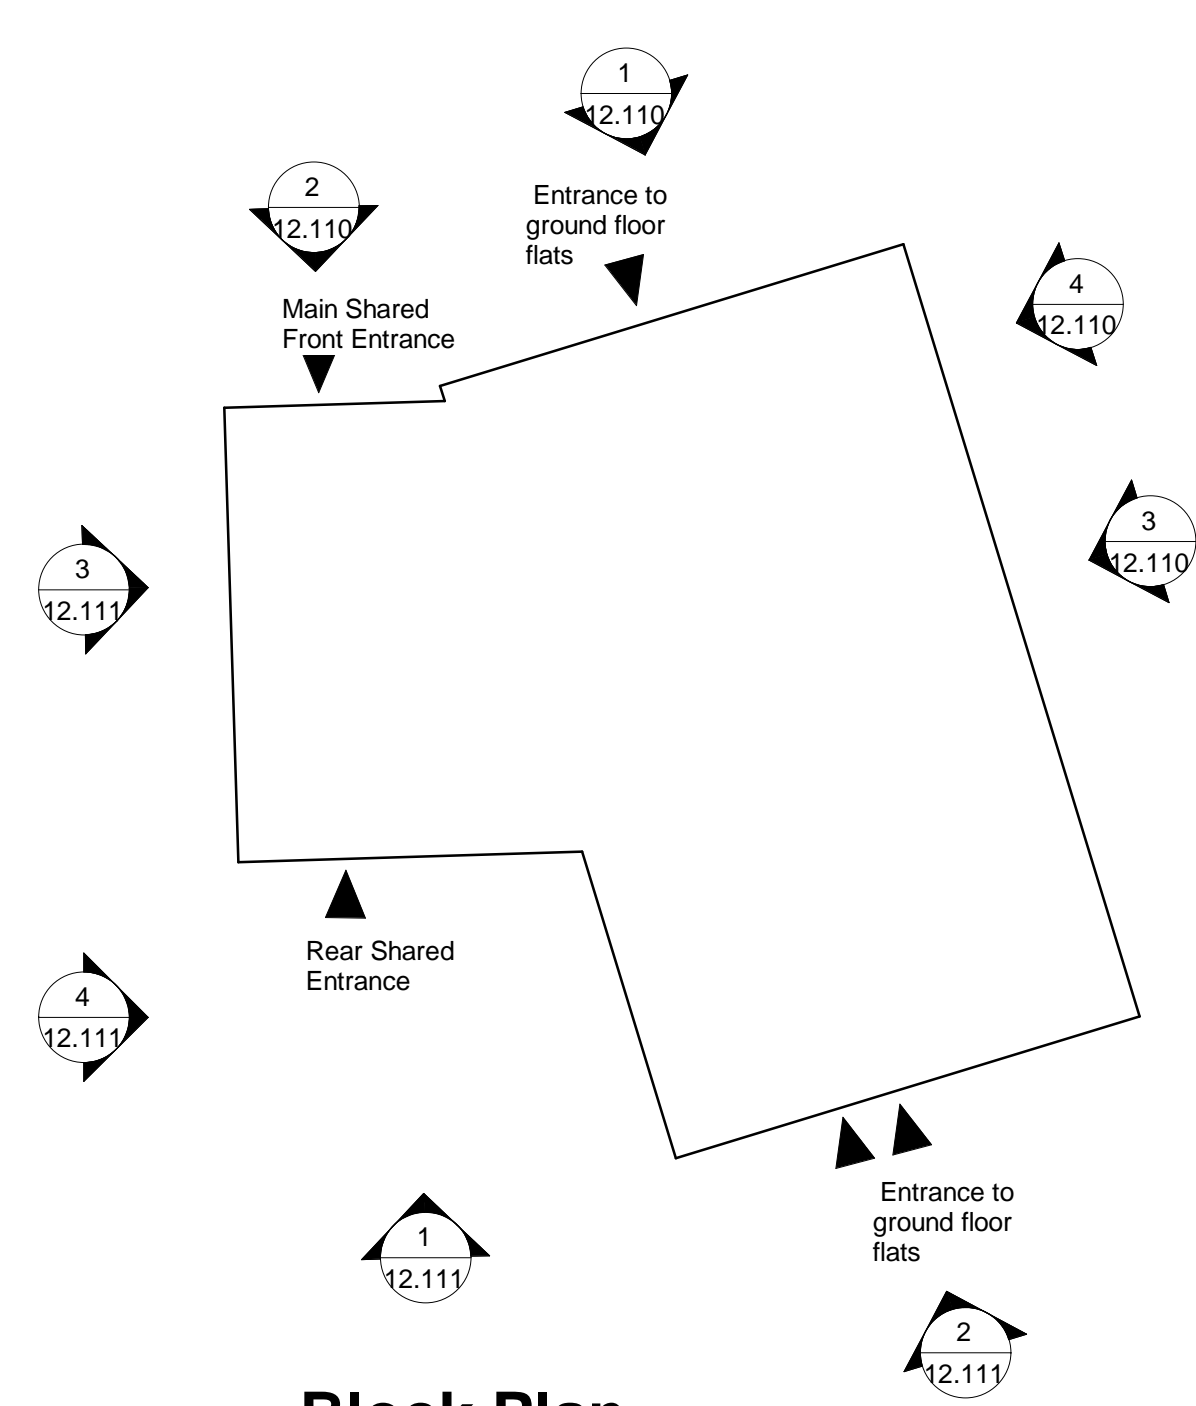 1
12.110
2
12.110
Entrance to
ground floor
flats
4
12.110
Main Shared
Front Entrance
3
12.110
3
12.111
Rear Shared
Entrance
4
12.111
Entrance to
ground floor
flats
1
12.111
2
12.111
Block Plan